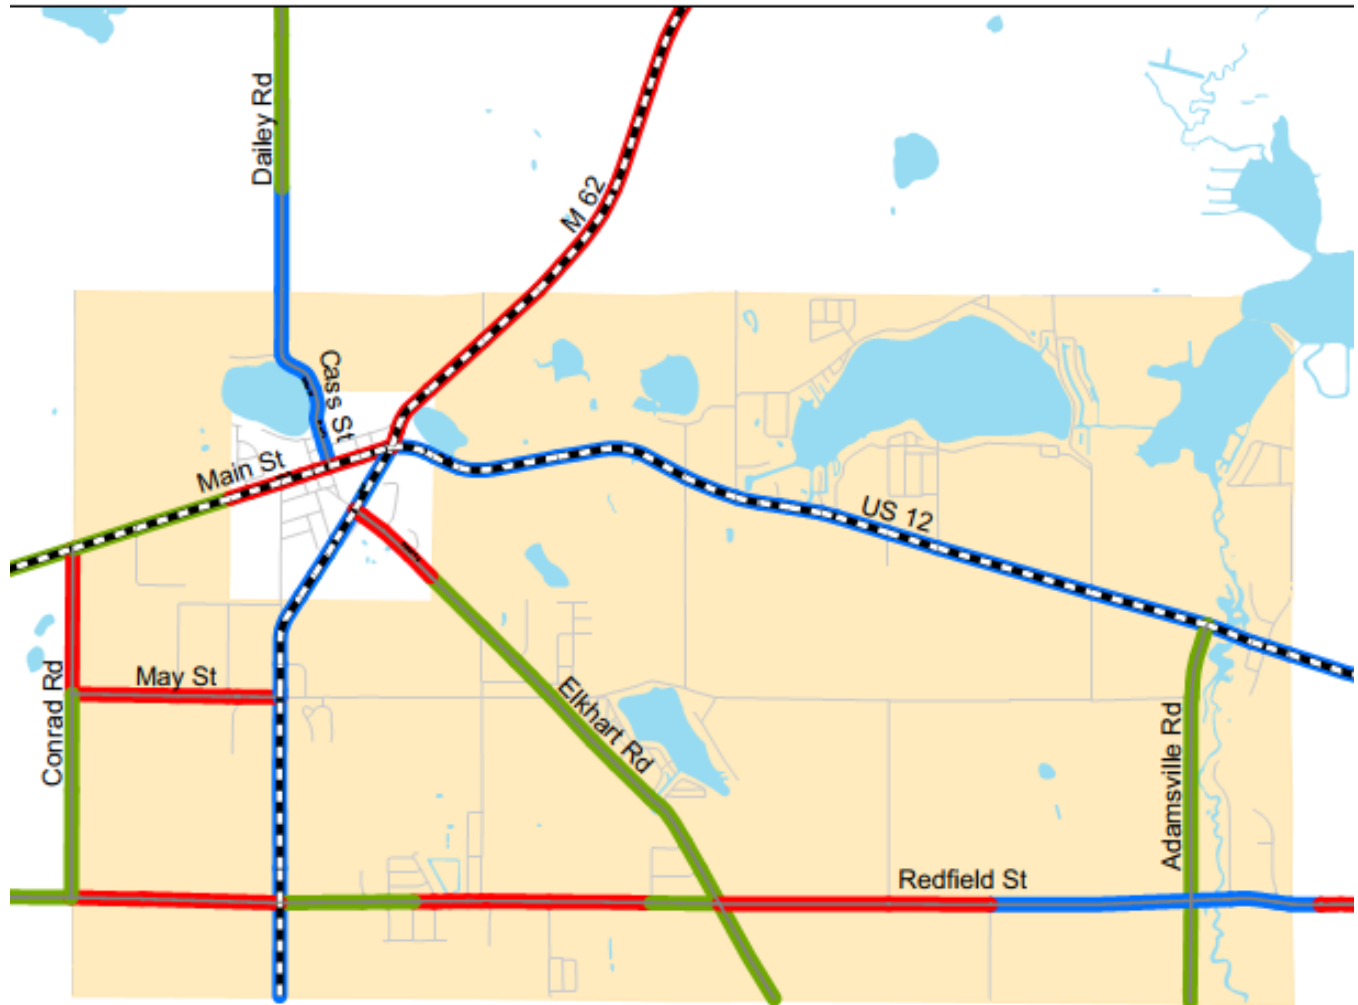 Dailey Rd
M 62
Cass St
Main St
US 12
May St
Conrad Rd
Elkhart Rd
Adamsville Rd
Redfield St